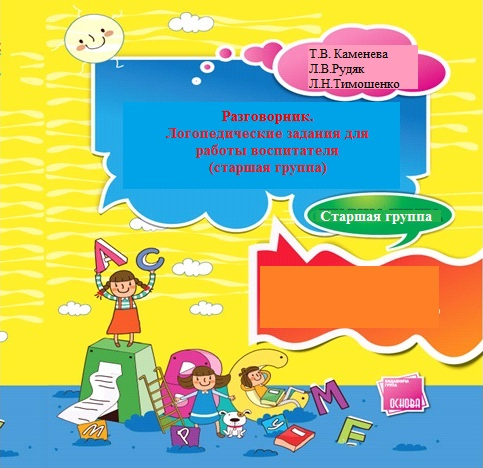 Т.В. Каменева
Л.В.Рудяк
Л.Н.Тимошенко
Разговорник.
Логопедические задания для
работы воспитателя
(старшая группа)
Старшая группа
А С
А В С
М Е
М Р У
ОСНОВА